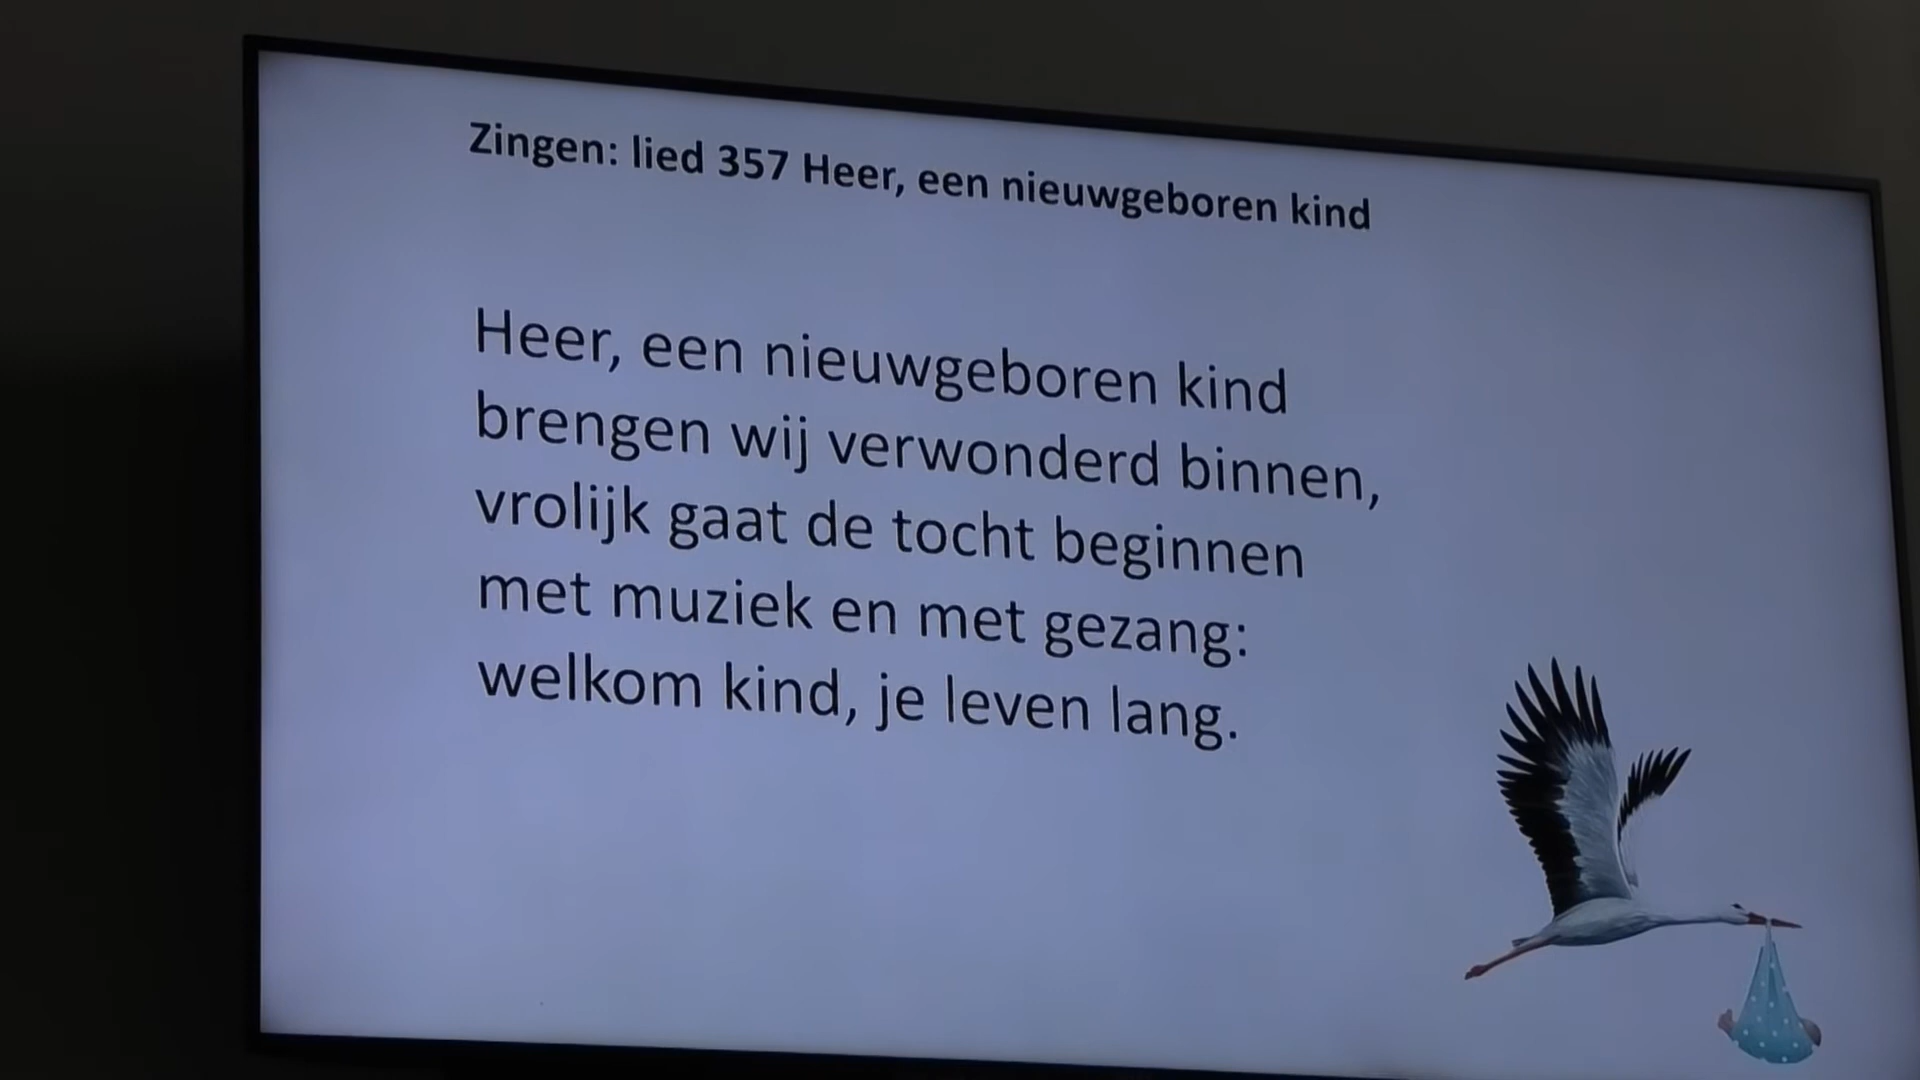 Zingen: lied 357 Heer, een nieuwgeboren kind
Heer, een nieuwgeboren kind
brengen wij verwonderd binnen,
vrolijk gaat de tocht beginnen
met muziek en met gezang:
welkom kind, je leven lang.